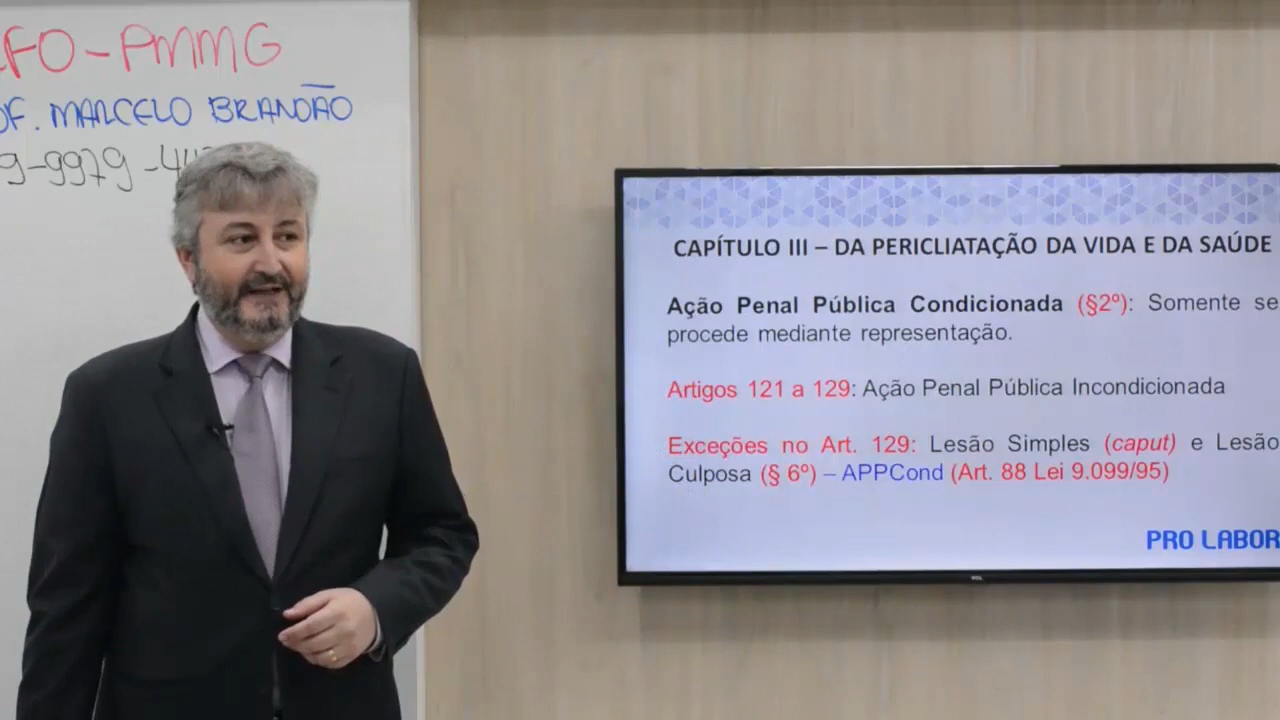 CFO-PMMG
OF. MARCELO BRANDÃO
9-9979-44
CAPÍTULO III – DA PERICLIATAÇÃO DA VIDA E DA SAÚDE
Ação Penal Pública Condicionada (§2º): Somente se
procede mediante representação.
Artigos 121 a 129: Ação Penal Pública Incondicionada
Exceções no Art. 129: Lesão Simples (caput) e Lesão
Culposa (§ 6º) – APPCond (Art. 88 Lei 9.099/95)
PRO LABOR
TCL